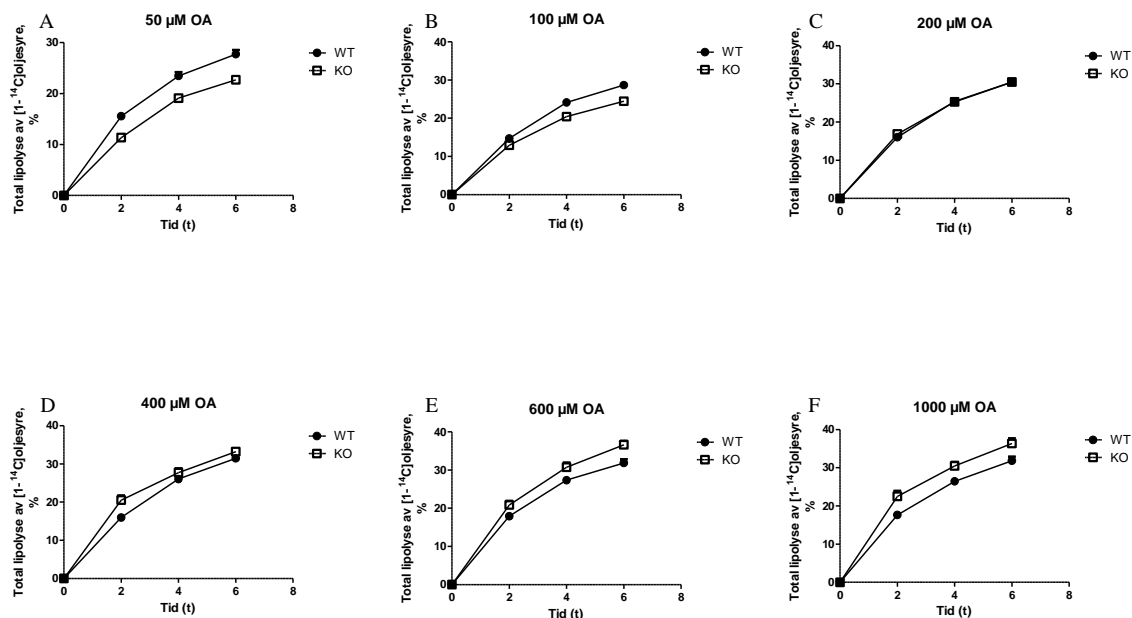 A
50 µM OA
Total lipolyse av [1-¹⁴C]oljesyre,
%
30
20
10
0
0 2 4 6 8
Tid (t)
WT
KO
B
100 µM OA
Total lipolyse av [1-¹⁴C]oljesyre,
%
40
30
20
10
0
0 2 4 6 8
Tid (t)
WT
KO
C
200 µM OA
Total lipolyse av [1-¹⁴C]oljesyre,
%
40
30
20
10
0
0 2 4 6 8
Tid (t)
WT
KO
D
400 µM OA
Total lipolyse av [1-¹⁴C]oljesyre,
%
40
30
20
10
0
0 2 4 6 8
Tid (t)
WT
KO
E
600 µM OA
Total lipolyse av [1-¹⁴C]oljesyre,
%
40
30
20
10
0
0 2 4 6 8
Tid (t)
WT
KO
F
1000 µM OA
Total lipolyse av [1-¹⁴C]oljesyre,
%
40
30
20
10
0
0 2 4 6 8
Tid (t)
WT
KO